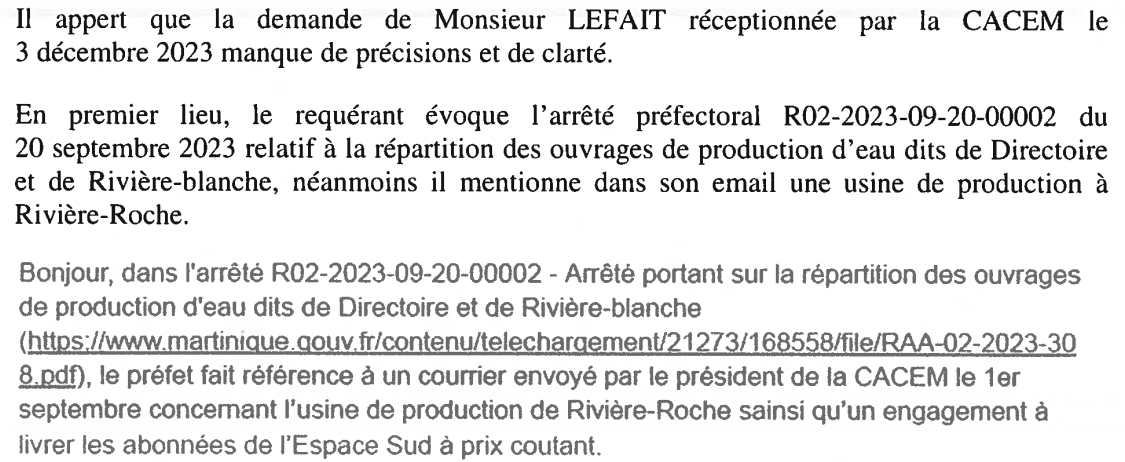 Il appert que la demande de Monsieur LEFAIT réceptionnée par la CACEM le
3 décembre 2023 manque de précisions et de clarté.
En premier lieu, le requérant évoque l'arrêté préfectoral R02-2023-09-20-00002 du
20 septembre 2023 relatif à la répartition des ouvrages de production d'eau dits de Directoire
et de Rivière-blanche, néanmoins il mentionne dans son email une usine de production à
Rivière-Roche.
Bonjour, dans l'arrêté R02-2023-09-20-00002 - Arrêté portant sur la répartition des ouvrages
de production d'eau dits de Directoire et de Rivière-blanche
(https://www.martinique.gouv.fr/contenu/telechargement/21273/168558/file/RAA-02-2023-30
8.pdf), le préfet fait référence à un courrier envoyé par le président de la CACEM le 1er
septembre concernant l'usine de production de Rivière-Roche sainsi qu'un engagement à
livrer les abonnées de l'Espace Sud à prix coutant.